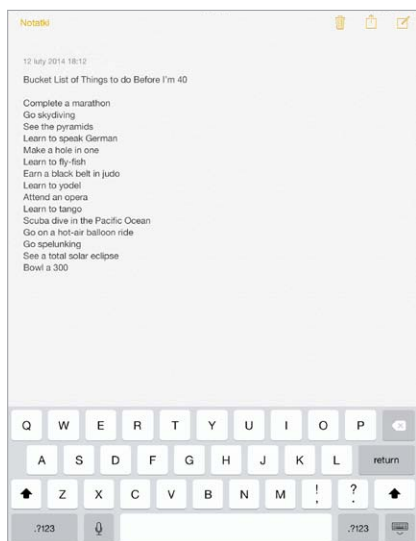 Notatki
12 luty 2014 18:12
Bucket List of Things to do Before I'm 40
Complete a marathon
Go skydiving
See the pyramids
Learn to speak German
Make a hole in one
Learn to fly-fish
Earn a black belt in judo
Learn to yodel
Attend an opera
Learn to tango
Scuba dive in the Pacific Ocean
Go on a hot-air balloon ride
Go spelunking
See a total solar eclipse
Bowl a 300
Q W E R T Y U I O P
A S D F G H J K L return
Z X C V B N M ! , ? .
.?123 .?123